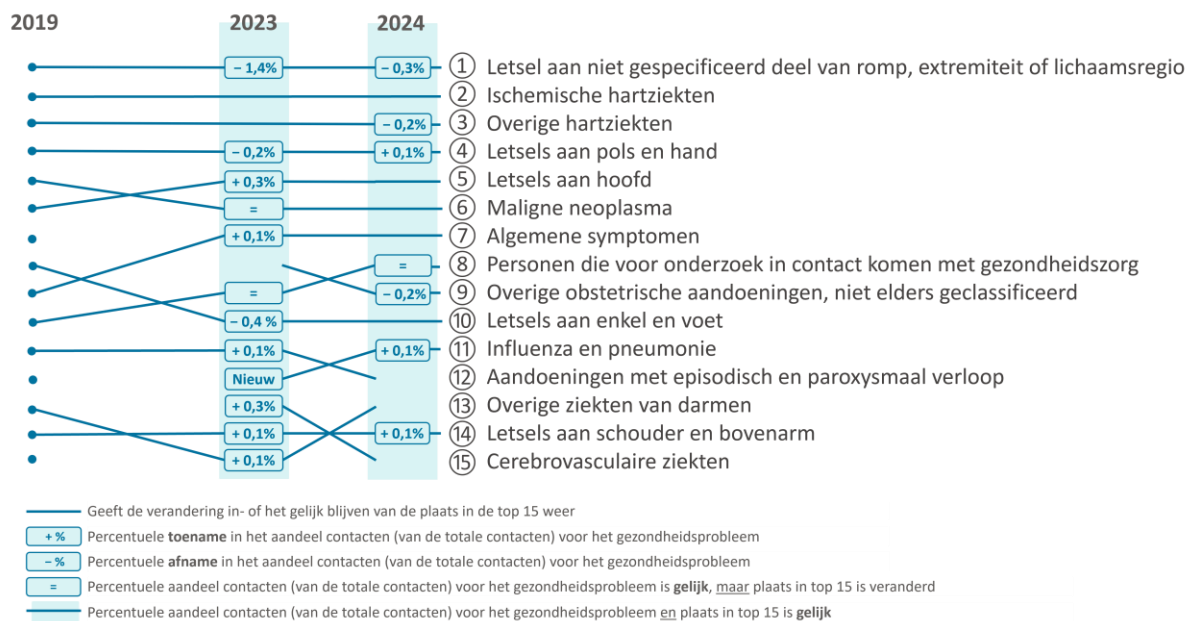 2019 2023 2024
− 1,4% − 0,3% 1 Letsel aan niet gespecificeerd deel van romp, extremiteit of lichaamsregio
2 Ischemische hartziekten
− 0,2% 3 Overige hartziekten
− 0,2% + 0,1% 4 Letsels aan pols en hand
+ 0,3% 5 Letsels aan hoofd
= 6 Maligne neoplasma
+ 0,1% 7 Algemene symptomen
= 8 Personen die voor onderzoek in contact komen met gezondheidszorg
= − 0,2% 9 Overige obstetrische aandoeningen, niet elders geclassificeerd
− 0,4 % 10 Letsels aan enkel en voet
+ 0,1% + 0,1% 11 Influenza en pneumonie
Nieuw 12 Aandoeningen met episodisch en paroxysmaal verloop
+ 0,3% 13 Overige ziekten van darmen
+ 0,1% + 0,1% 14 Letsels aan schouder en bovenarm
+ 0,1% 15 Cerebrovasculaire ziekten
Geeft de verandering in- of het gelijk blijven van de plaats in de top 15 weer
+ % Percentuele toename in het aandeel contacten (van de totale contacten) voor het gezondheidsprobleem
− % Percentuele afname in het aandeel contacten (van de totale contacten) voor het gezondheidsprobleem
= Percentuele aandeel contacten (van de totale contacten) voor het gezondheidsprobleem is gelijk, maar plaats in top 15 is veranderd
Percentuele aandeel contacten (van de totale contacten) voor het gezondheidsprobleem en plaats in top 15 is gelijk